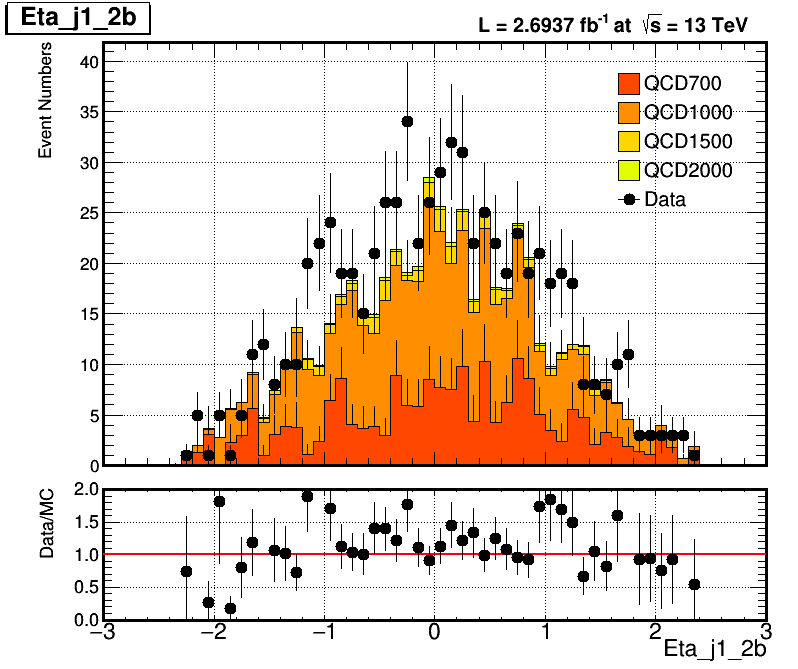 Eta_j1_2b
L = 2.6937 fb⁻¹ at √s = 13 TeV
Event Numbers
40
35
30
25
20
15
10
5
0
QCD700
QCD1000
QCD1500
QCD2000
Data
Data/MC
2.0
1.5
1.0
0.5
0.0
−3 −2 −1 0 1 2 3
Eta_j1_2b